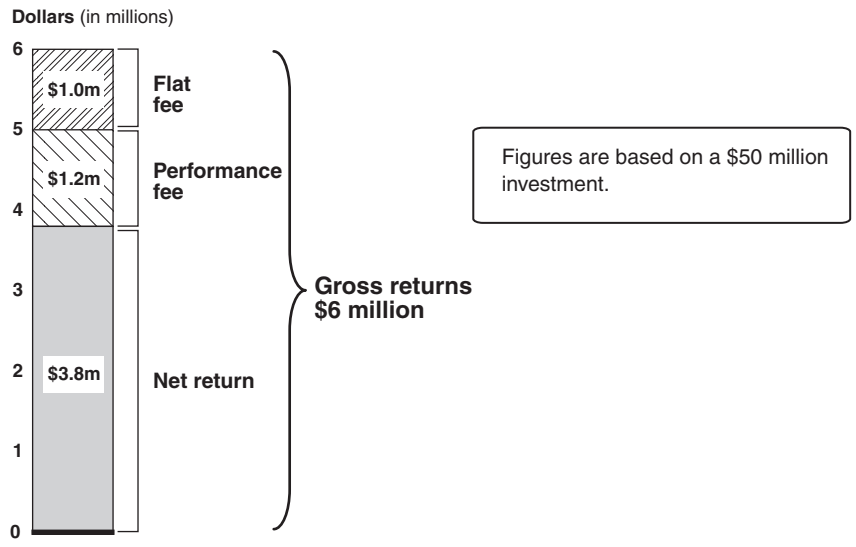 Dollars (in millions)
6
$1.0m
Flat
fee
5
$1.2m
Performance
fee
4
3
2
$3.8m
Net return
1
0
Gross returns
$6 million
Figures are based on a $50 million
investment.